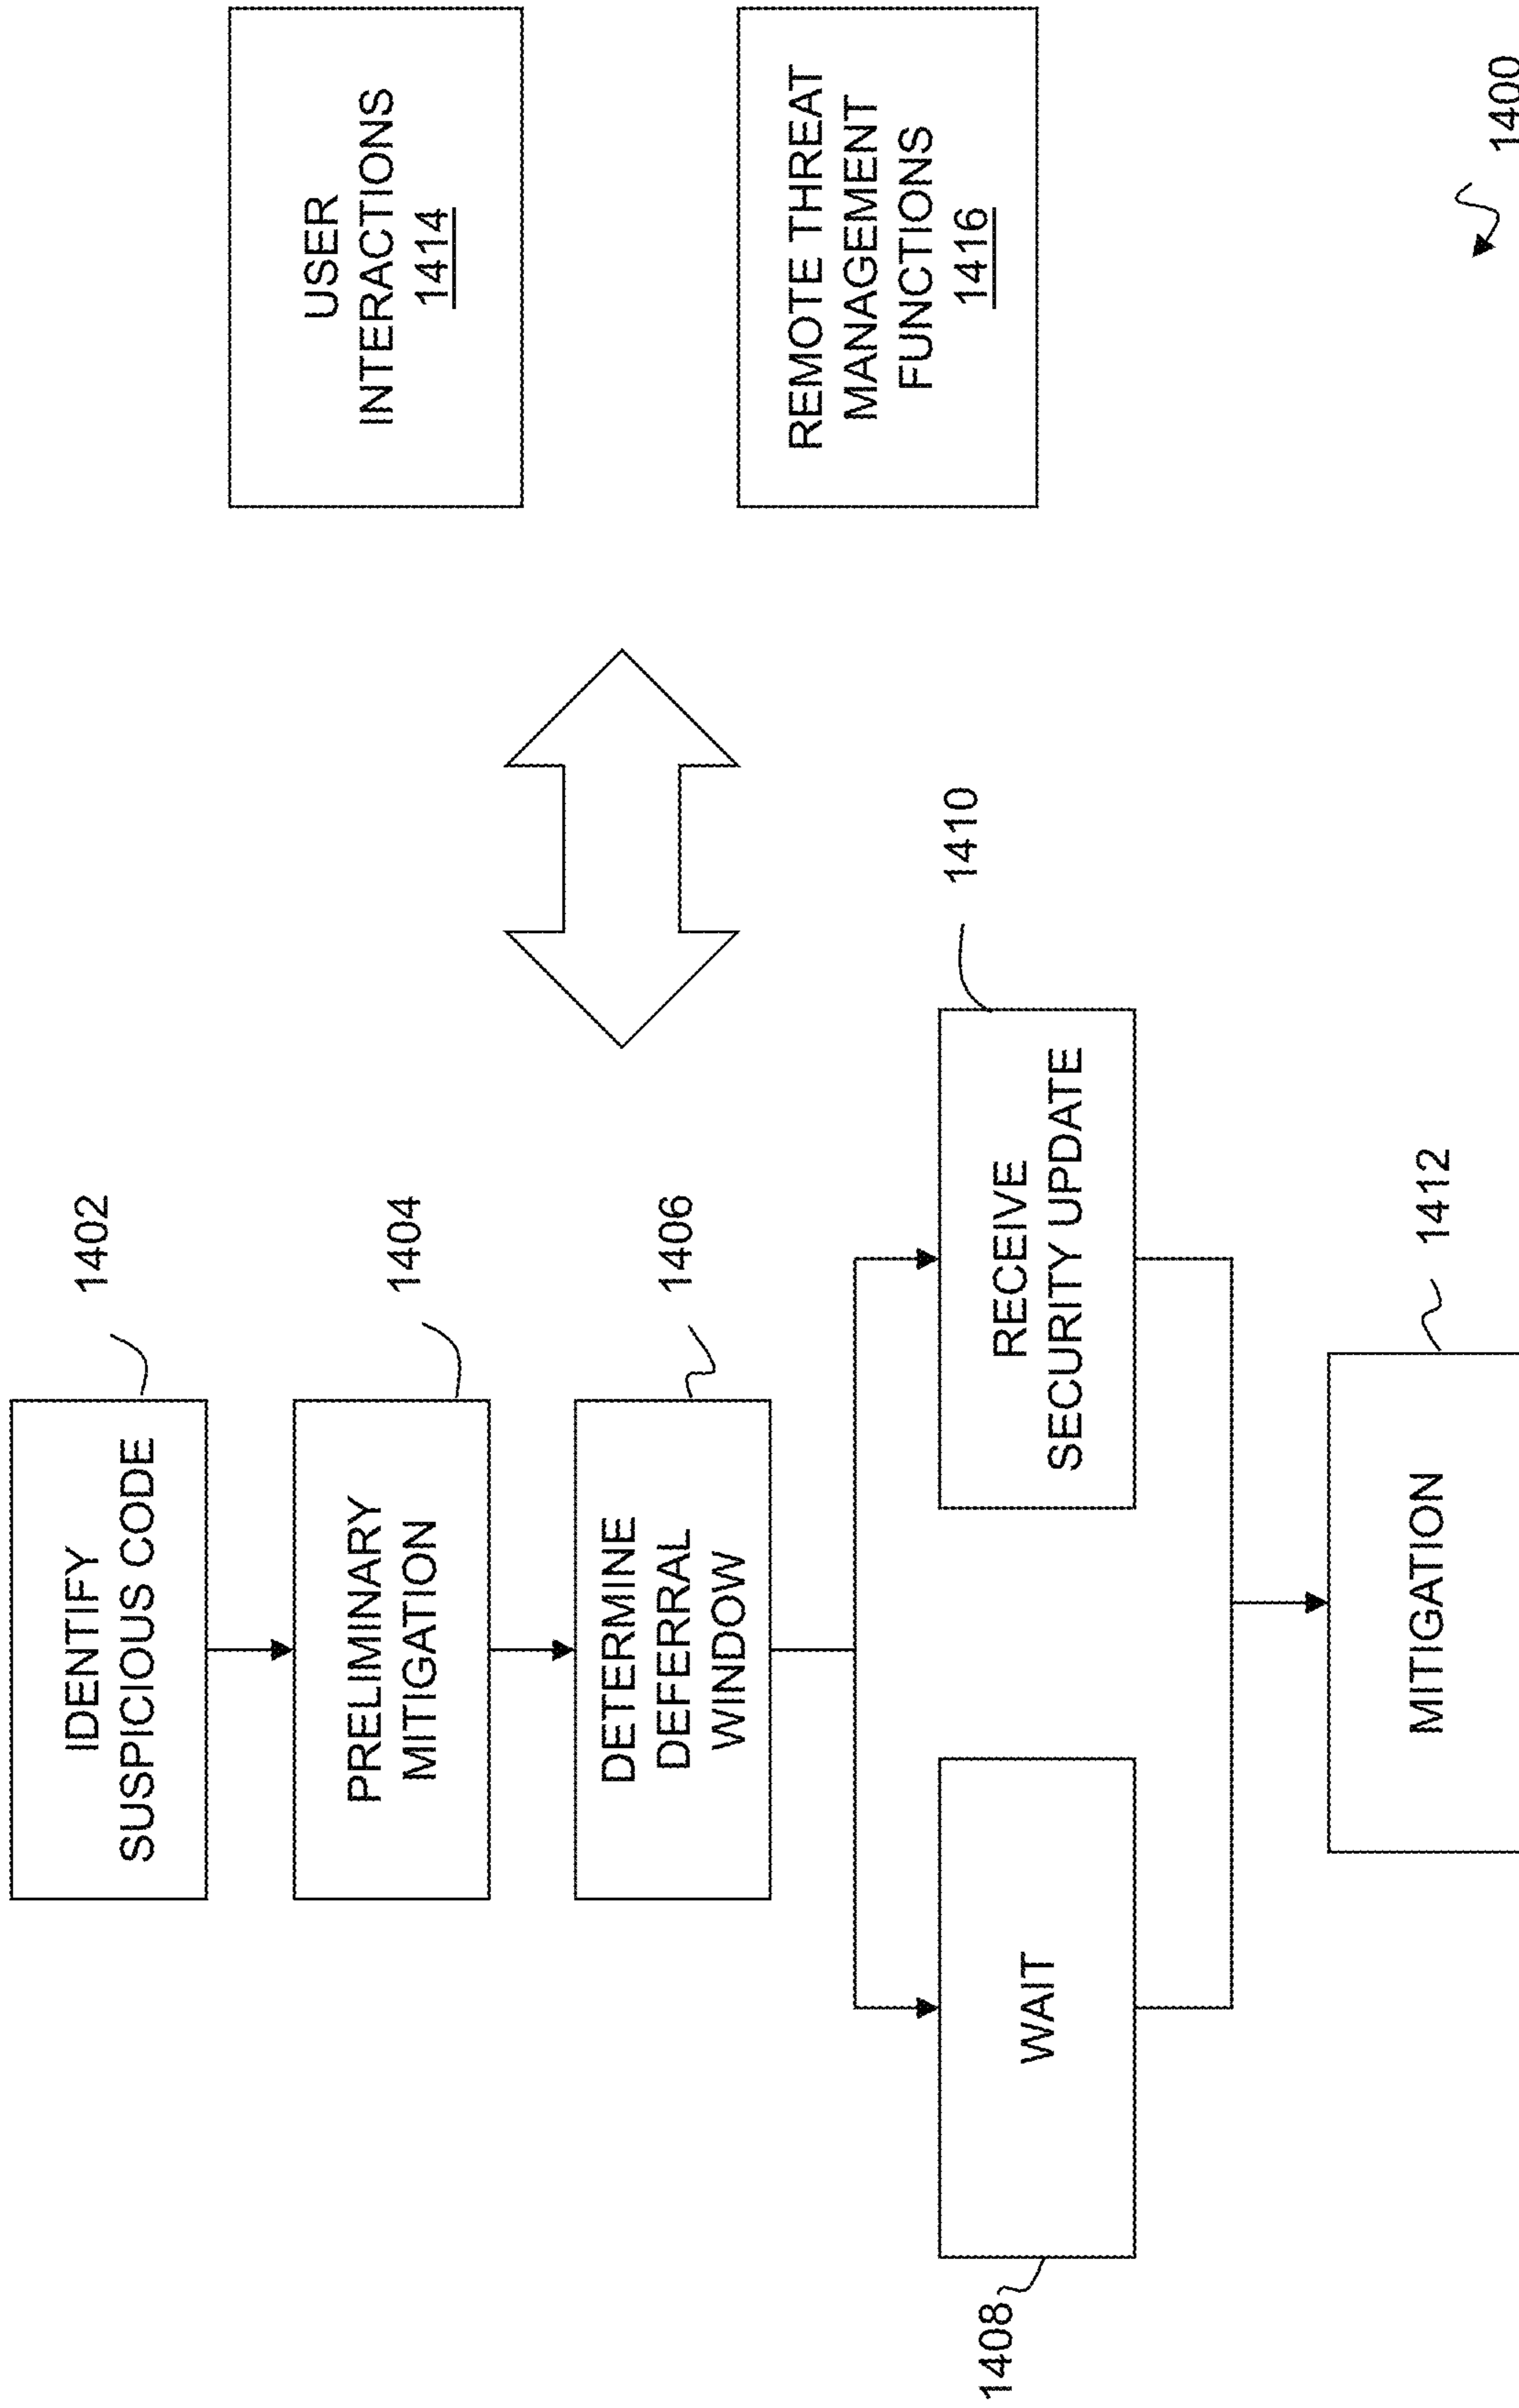 1402
IDENTIFY
SUSPICIOUS CODE
1404
PRELIMINARY
MITIGATION
1406
DETERMINE
DEFERRAL
WINDOW
1408
WAIT
1410
RECEIVE
SECURITY UPDATE
1412
MITIGATION
USER
INTERACTIONS
1414
REMOTE THREAT
MANAGEMENT
FUNCTIONS
1416
1400